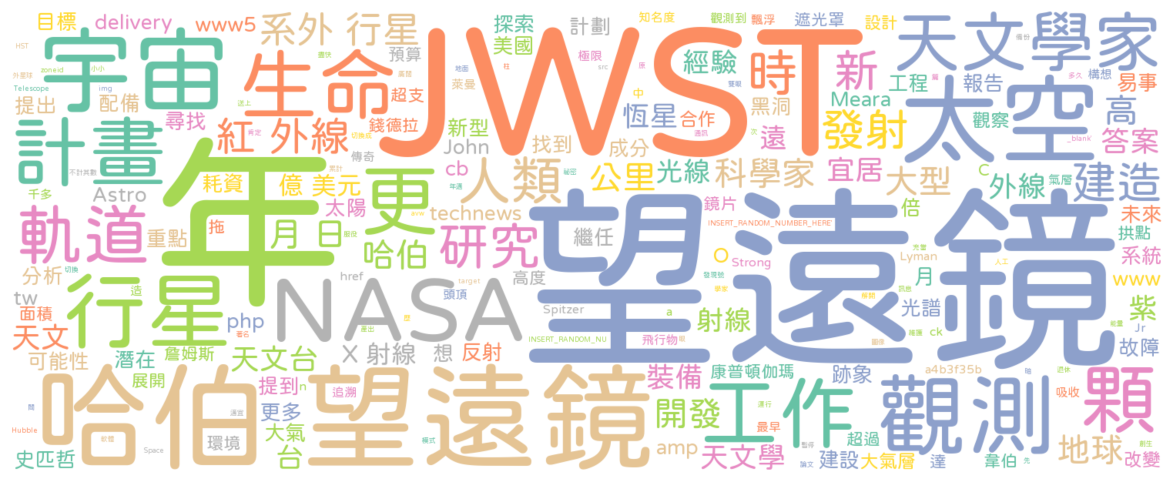 目標
delivery
www5
系外 行星
探索
美國
計劃
知名度
觀測到
飄浮
遮光罩
設計
天文學家
宇宙
生命
JWST
預算
超支
極限
經驗
時
新
工程
報告
構想
易事
提出
配備
尋找
紅 外線
錢德拉
萊曼
新型
John
找到
恆星
合作
黑洞
遠
Meara
發射
觀察
太空
高
答案
Telescope
HST
zoneid
img
src
_blank
計畫
年
傳奇
成分
光線
科學家
宜居
大型
外線
建造
千多
Astro
耗資
億 美元
更
cb
人類
公里
c
倍
氣層
軌道
重點
拖
月 日
太陽
technews
哈伯
研究
繼任
鏡片
INSERT_RANDOM_NUMBER_HERE
O
Strong
望遠鏡
Lyman
月
未來
拱點
系統
www
分析
切換
tw
面積
天文
行星
造
php
href
NASA
頭頂
target
高度
Spitzer
a
射線
光譜
ck
紫
Jr
故障
可能性
潛在
詹姆斯
天文台
X 射線
想
反射
INSERT_RANDOM_NU
飛行物
展開
提到
n
追溯
裝備
康普頓伽瑪
跡象
a4b3f35b
吸收
哈伯望遠鏡
更多
大氣
台
環境
開發
工作
最早
超過
觀測
顆
地球
Hubble
史匹哲
Space
amp
天文學
建設
大氣層
達
韋伯
改變